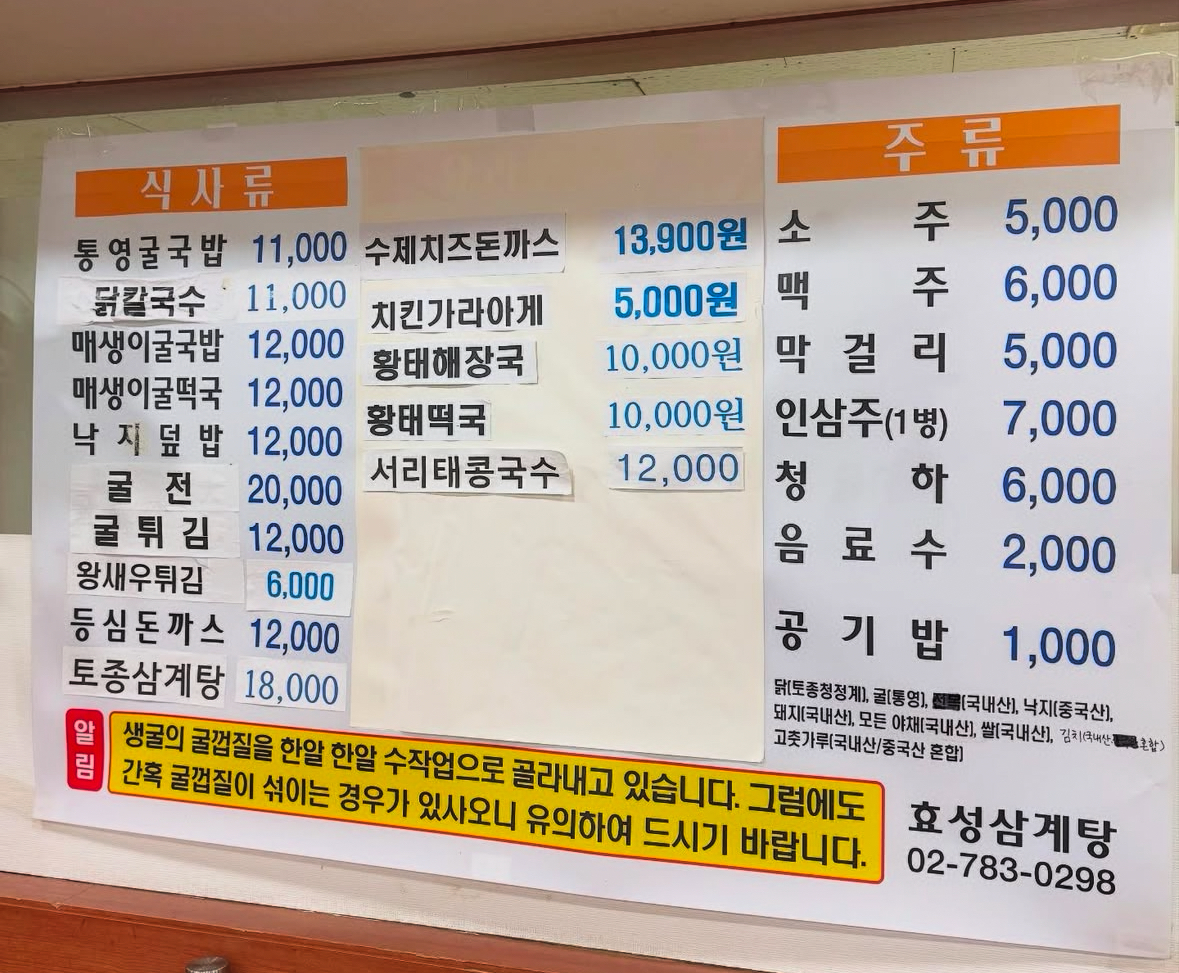 식사류
통영굴국밥 11,000
닭칼국수 11,000
매생이굴국밥 12,000
매생이굴떡국 12,000
낙지덮밥 12,000
굴전 20,000
굴튀김 12,000
왕새우튀김 6,000
등심돈까스 12,000
토종삼계탕 18,000
수제치즈돈까스 13,900원
치킨가라아게 5,000원
황태해장국 10,000원
황태떡국 10,000원
서리태콩국수 12,000
주류
소주 5,000
맥주 6,000
막걸리 5,000
인삼주(1병) 7,000
청하 6,000
음료수 2,000
공기밥 1,000
닭(토종청정계), 굴(통영), (국내산), 낙지(중국산),
돼지(국내산), 모든 야채(국내산), 쌀(국내산), 김치(국내산 혼합)
고춧가루(국내산/중국산 혼합)
알림
생굴의 굴껍질을 한알 한알 수작업으로 골라내고 있습니다. 그럼에도
간혹 굴껍질이 섞이는 경우가 있사오니 유의하여 드시기 바랍니다.
효성삼계탕
02-783-0298